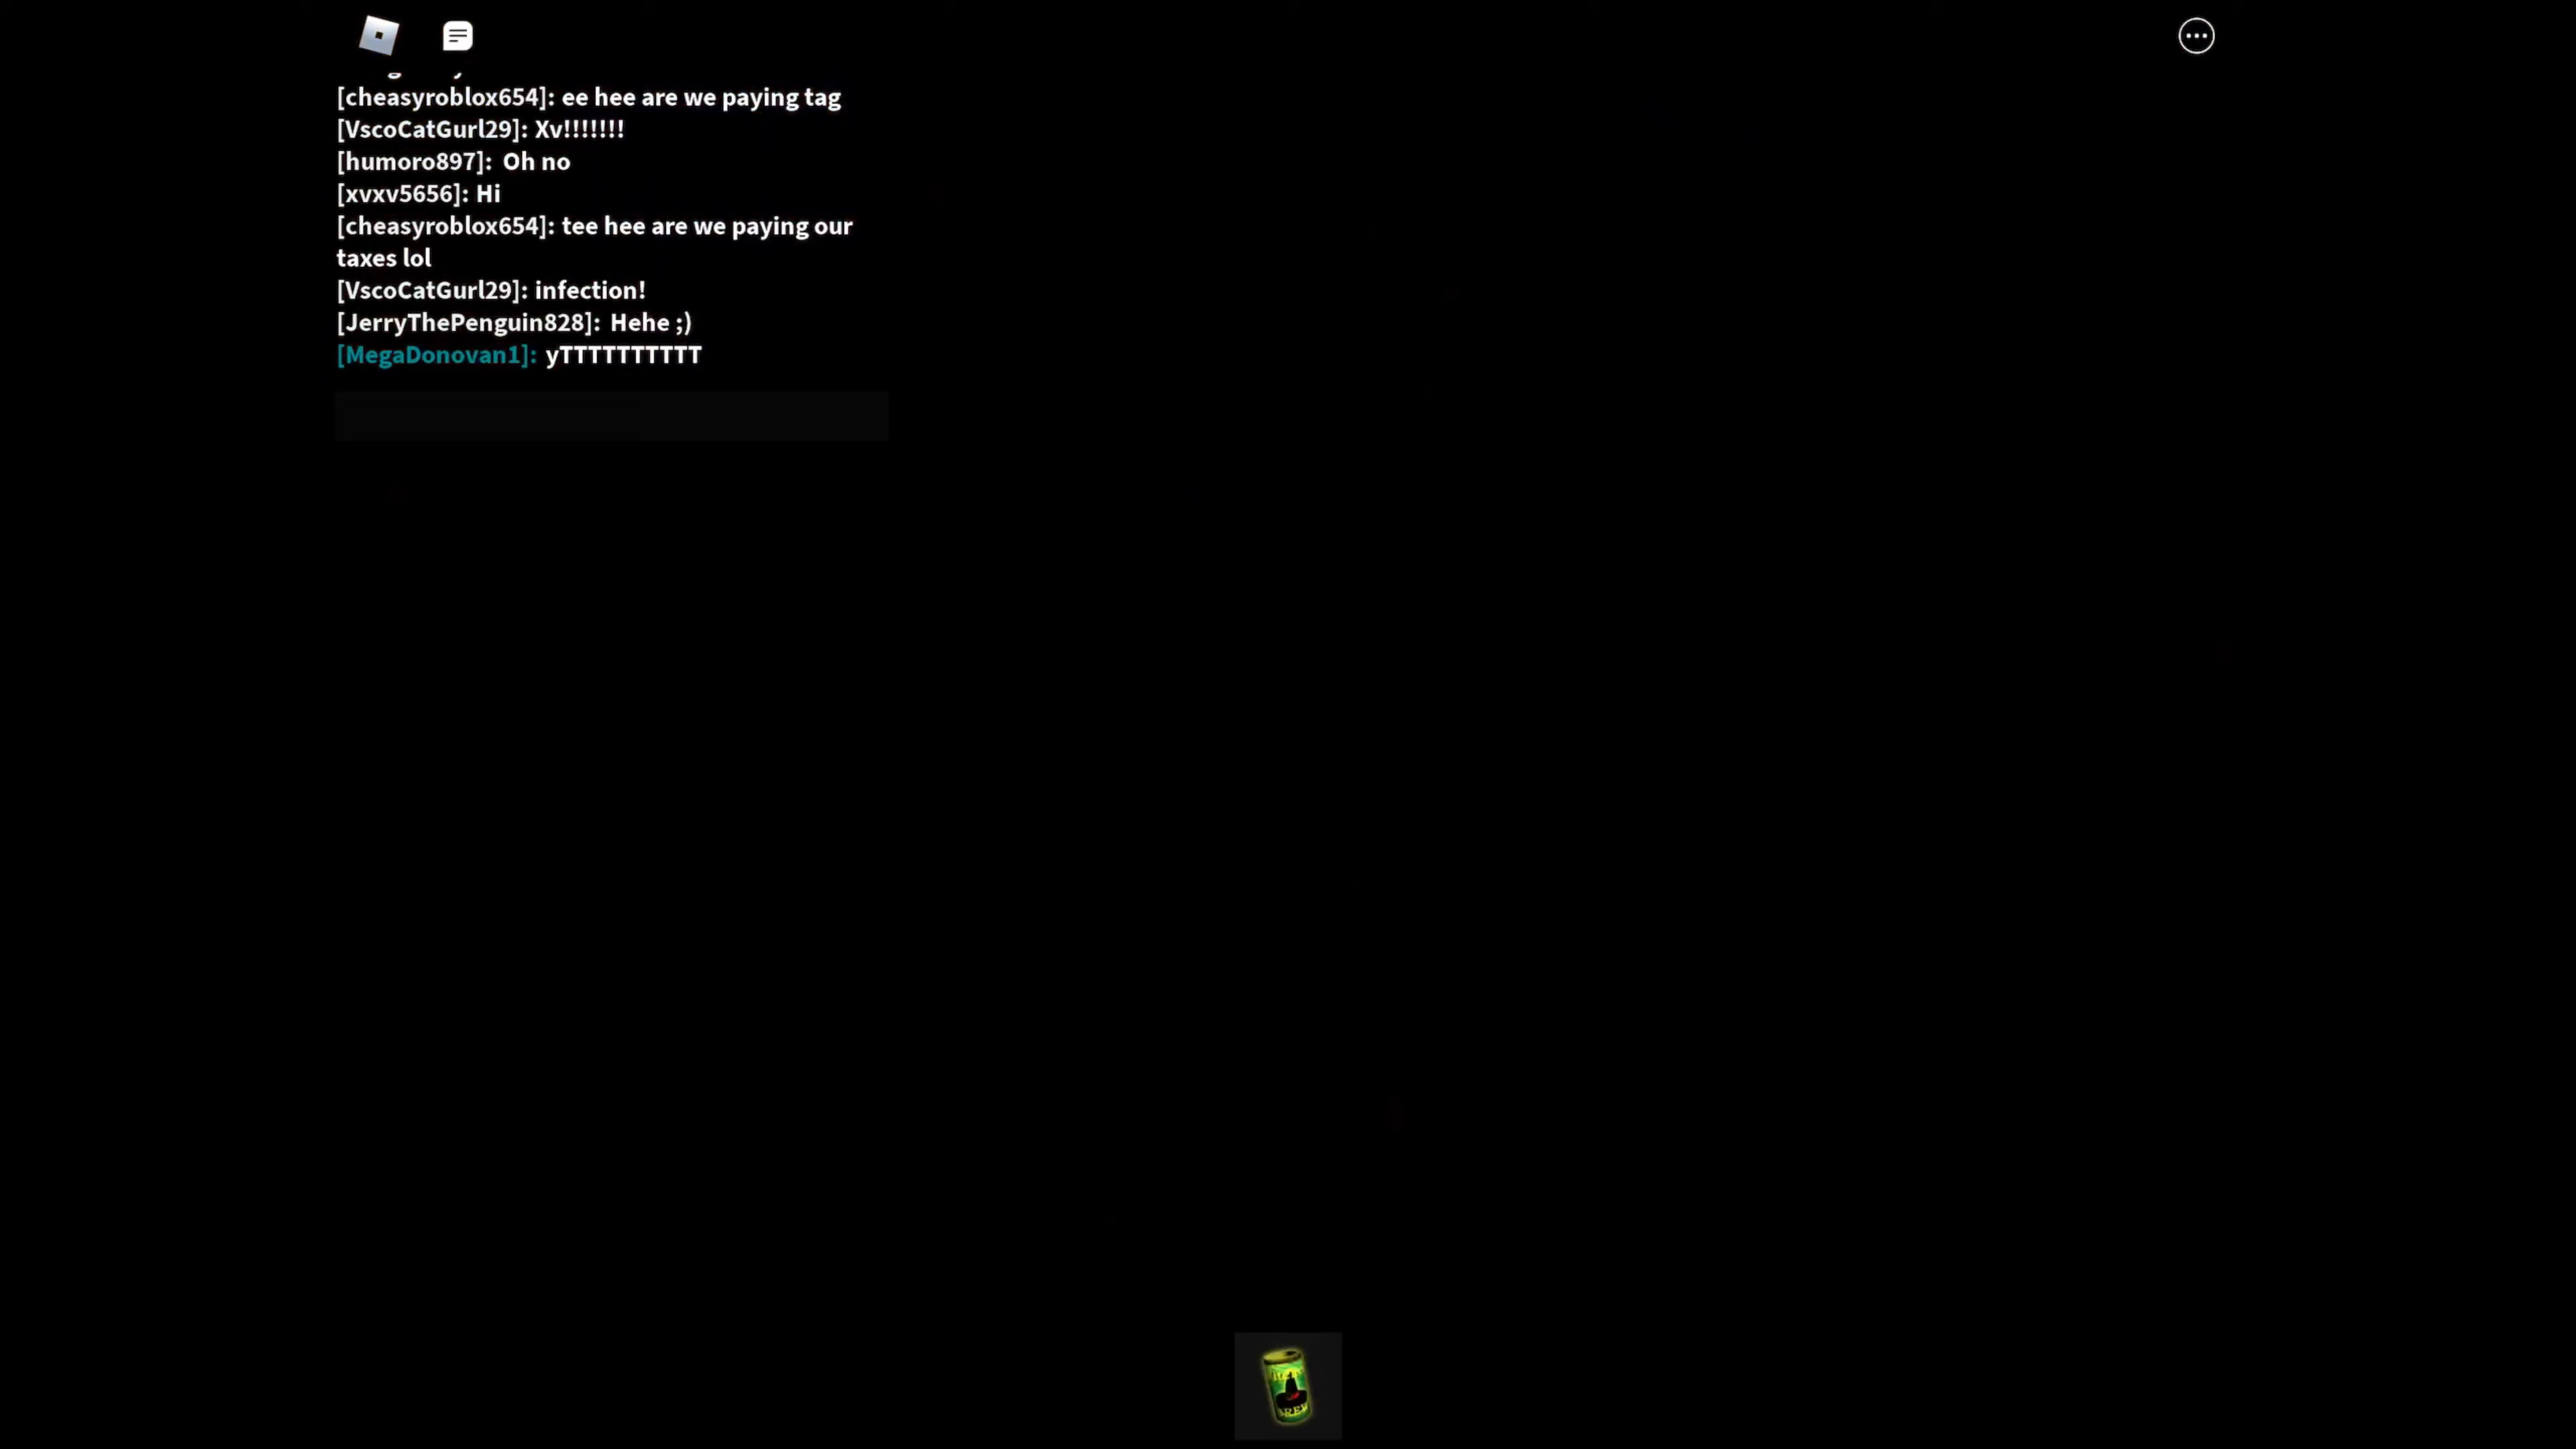 [cheasyroblox654]: ee hee are we paying tag
[VscoCatGurl29]: Xv!!!!!!!
[humoro897]: Oh no
[xvxv5656]: Hi
[cheasyroblox654]: tee hee are we paying our
taxes lol
[VscoCatGurl29]: infection!
[JerryThePenguin828]: Hehe ;)
[MegaDonovan1]: yTTTTTTTTTT